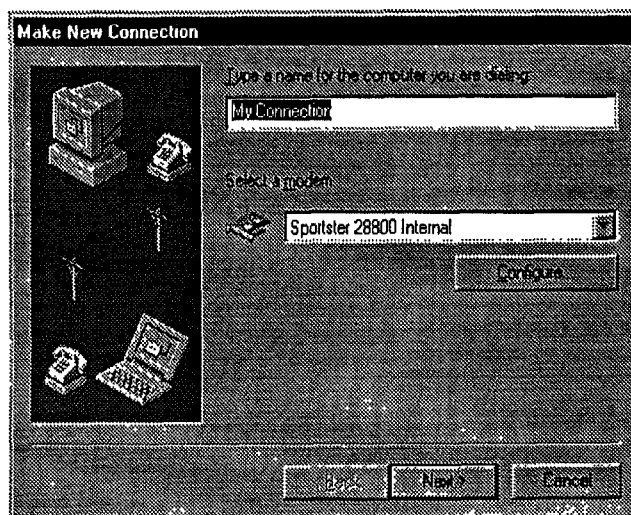 Make New Connection
Type a name for the computer you are dialing:
My Connection
Select a modem:
Sportster 28800 Internal
Configure...
< Back
Next >
Cancel